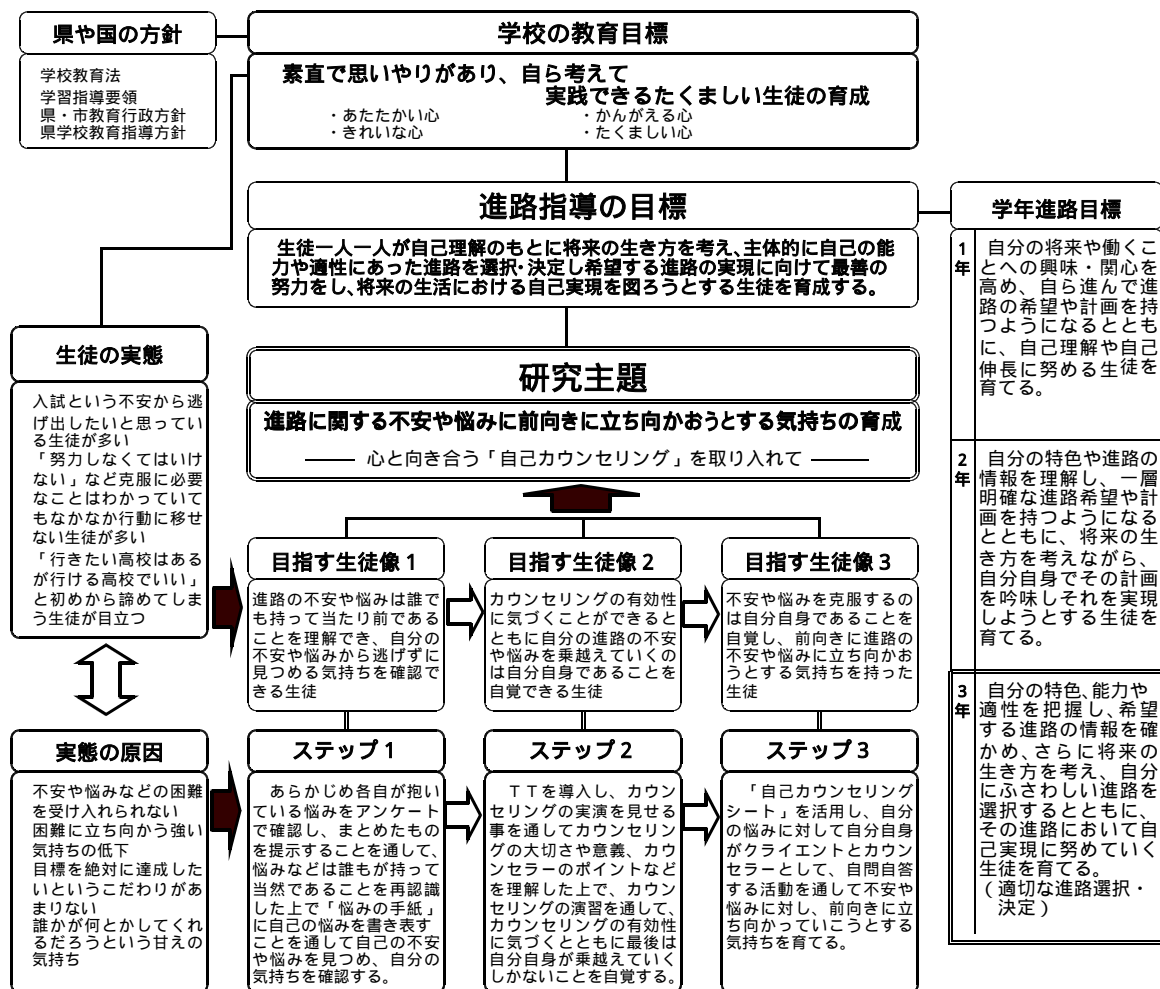 県や国の方針
学校教育法
学習指導要領
県・市教育行政方針
県学校教育指導方針
学校の教育目標
素直で思いやりがあり、自ら考えて
実践できるたくましい生徒の育成
・あたたかい心
・かんがえる心
・きれいな心
・たくましい心
進路指導の目標
生徒一人一人が自己理解のもとに将来の生き方を考え、主体的に自己の能
力や適性にあった進路を選択・決定し希望する進路の実現に向けて最善の
努力をし、将来の生活における自己実現を図ろうとする生徒を育成する。
学年進路目標
1
年
自分の将来や働くこ
とへの興味・関心を
高め、自ら進んで進
路の希望や計画を持
つようになるととも
に、自己理解や自己
伸長に努める生徒を
育てる。
2
年
自分の特色や進路の
情報を理解し、一層
明確な進路希望や計
画を持つようになる
とともに、将来の生
き方を考えながら、
自分自身でその計画
を吟味しそれを実現
しようとする生徒を
育てる。
3
年
自分の特色、能力や
適性を把握し、希望
する進路の情報を確
かめ、さらに将来の
生き方を考え、自分
にふさわしい進路を
選択するとともに、
その進路において自
己実現に努めていく
生徒を育てる。
(適切な進路選択・
決定)
生徒の実態
入試という不安から逃
げ出したいと思ってい
る生徒が多い
「努力しなくてはいけ
ない」など克服に必要
なことはわかっていて
もなかなか行動に移せ
ない生徒が多い
「行きたい高校はある
が行ける高校でいい」
と初めから諦めてしま
う生徒が目立つ
研究主題
進路に関する不安や悩みに前向きに立ち向かおうとする気持ちの育成
―― 心と向き合う「自己カウンセリング」を取り入れて ――
目指す生徒像1
進路の不安や悩みは誰で
も持って当たり前である
ことを理解でき、自分の
不安や悩みから逃げずに
見つめる気持ちを確認で
きる生徒
目指す生徒像2
カウンセリングの有効性
に気づくことができると
ともに自分の進路の不安
や悩みを乗越えていくの
は自分自身であることを
自覚できる生徒
目指す生徒像3
不安や悩みを克服するの
は自分自身であることを
自覚し、前向きに進路の
不安や悩みに立ち向かお
うとする気持ちを持った
生徒
実態の原因
不安や悩みなどの困難
を受け入れられない
困難に立ち向かう強い
気持ちの低下
目標を絶対に達成した
いというこだわりがあ
まりない
誰かが何とかしてくれ
るだろうという甘えの
気持ち
ステップ1
あらかじめ各自が抱い
ている悩みをアンケート
で確認し、まとめたもの
を提示することを通して、
悩みなどは誰もが持って
当然であることを再認識
した上で「悩みの手紙」
に自己の悩みを書き表す
ことを通して自己の不安
や悩みを見つめ、自分の
気持ちを確認する。
ステップ2
TTを導入し、カウン
セリングの実演を見せる
事を通してカウンセリン
グの大切さや意義、カウ
ンセラーのポイントなど
を理解した上で、カウン
セリングの演習を通して、
カウンセリングの有効性
に気づくとともに最後は
自分自身が乗越えていく
しかないことを自覚する。
ステップ3
「自己カウンセリング
シート」を活用し、自分
の悩みに対して自分自身
がクライエントとカウン
セラーとして、自問自答
する活動を通して不安や
悩みに対し、前向きに立
ち向かっていこうとする
気持ちを育てる。